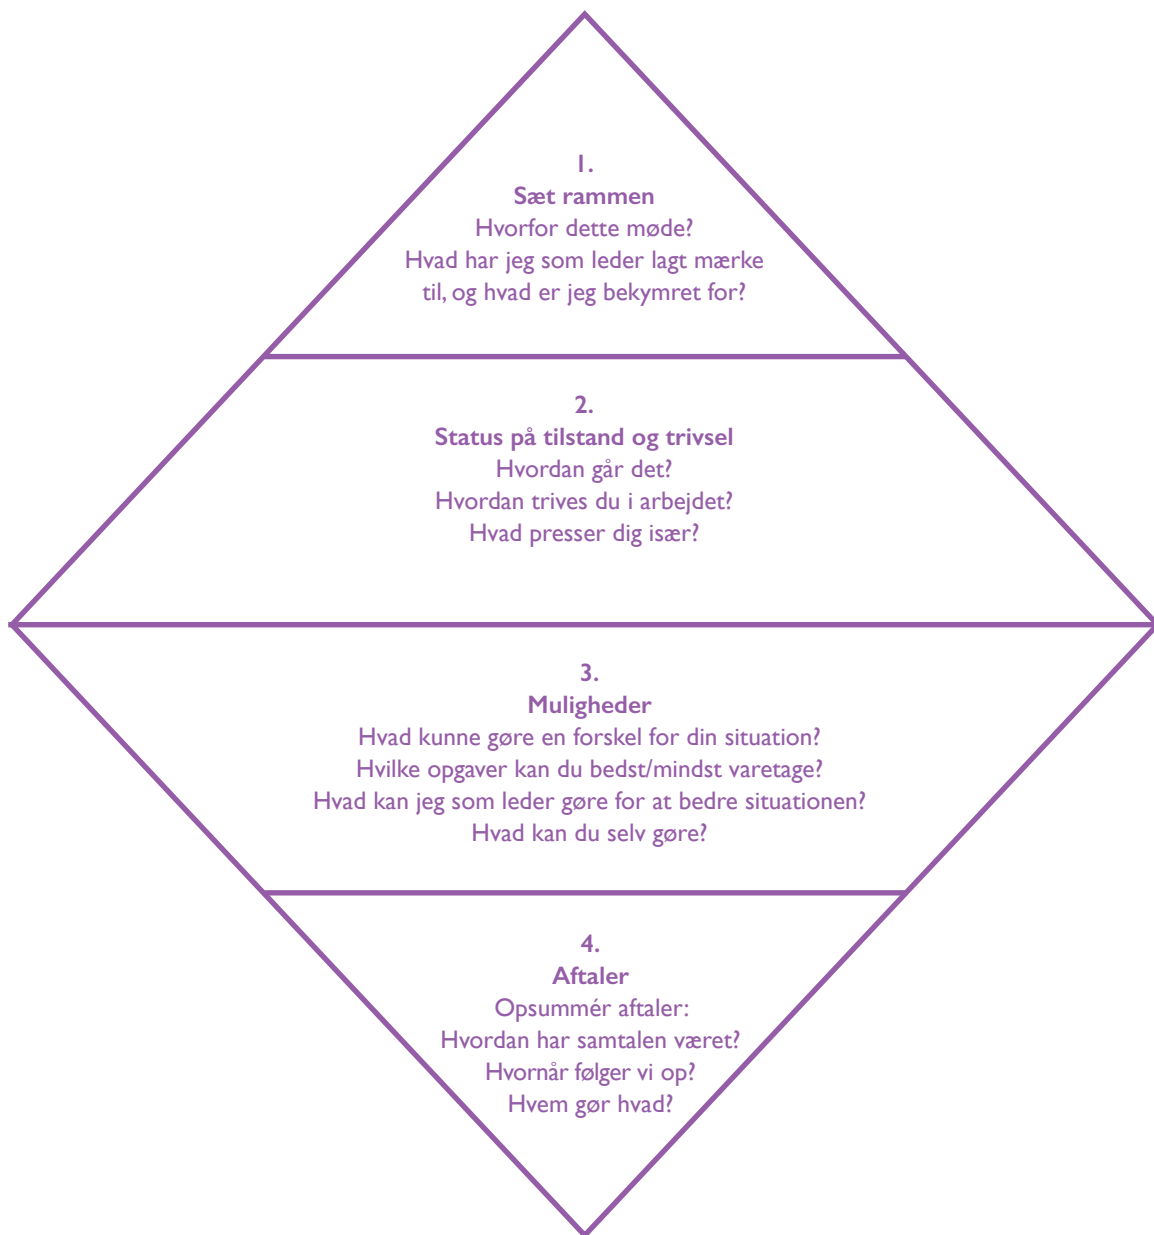 1.
Sæt rammen
Hvorfor dette møde?
Hvad har jeg som leder lagt mærke
til, og hvad er jeg bekymret for?
2.
Status på tilstand og trivsel
Hvordan går det?
Hvordan trives du i arbejdet?
Hvad presser dig især?
3.
Muligheder
Hvad kunne gøre en forskel for din situation?
Hvilke opgaver kan du bedst/mindst varetage?
Hvad kan jeg som leder gøre for at bedre situationen?
Hvad kan du selv gøre?
4.
Aftaler
Opsummér aftaler:
Hvordan har samtalen været?
Hvornår følger vi op?
Hvem gør hvad?